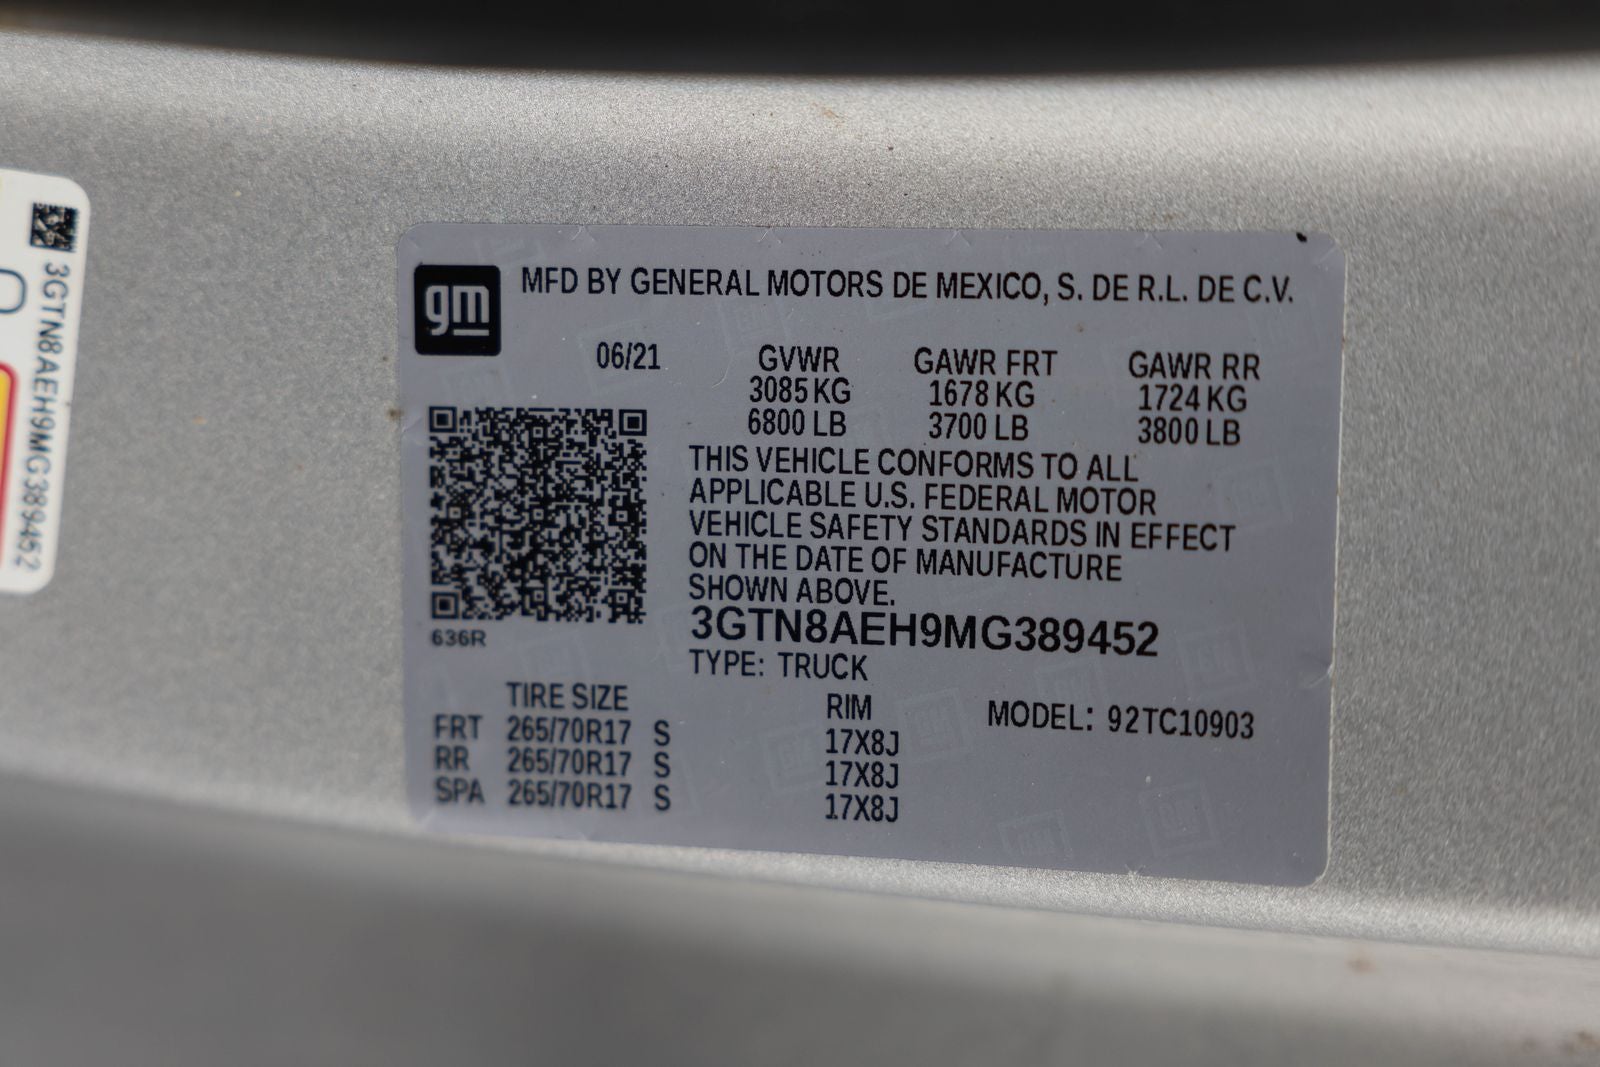 3GTN8AEH9MG389452
gm
MFD BY GENERAL MOTORS DE MEXICO, S. DE R.L. DE C.V.
06/21 GVWR GAWR FRT GAWR RR
3085 KG 1678 KG 1724 KG
6800 LB 3700 LB 3800 LB
THIS VEHICLE CONFORMS TO ALL
APPLICABLE U.S. FEDERAL MOTOR
VEHICLE SAFETY STANDARDS IN EFFECT
ON THE DATE OF MANUFACTURE
SHOWN ABOVE.
636R
3GTN8AEH9MG389452
TYPE: TRUCK
TIRE SIZE RIM MODEL: 92TC10903
FRT 265/70R17 S 17X8J
RR 265/70R17 S 17X8J
SPA 265/70R17 S 17X8J